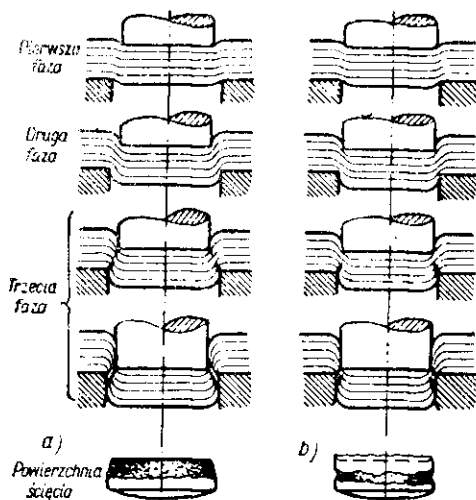 Pierwsza
faza
Druga
faza
Trzecia
faza
a)
b)
Powierzchnia
ścięcia